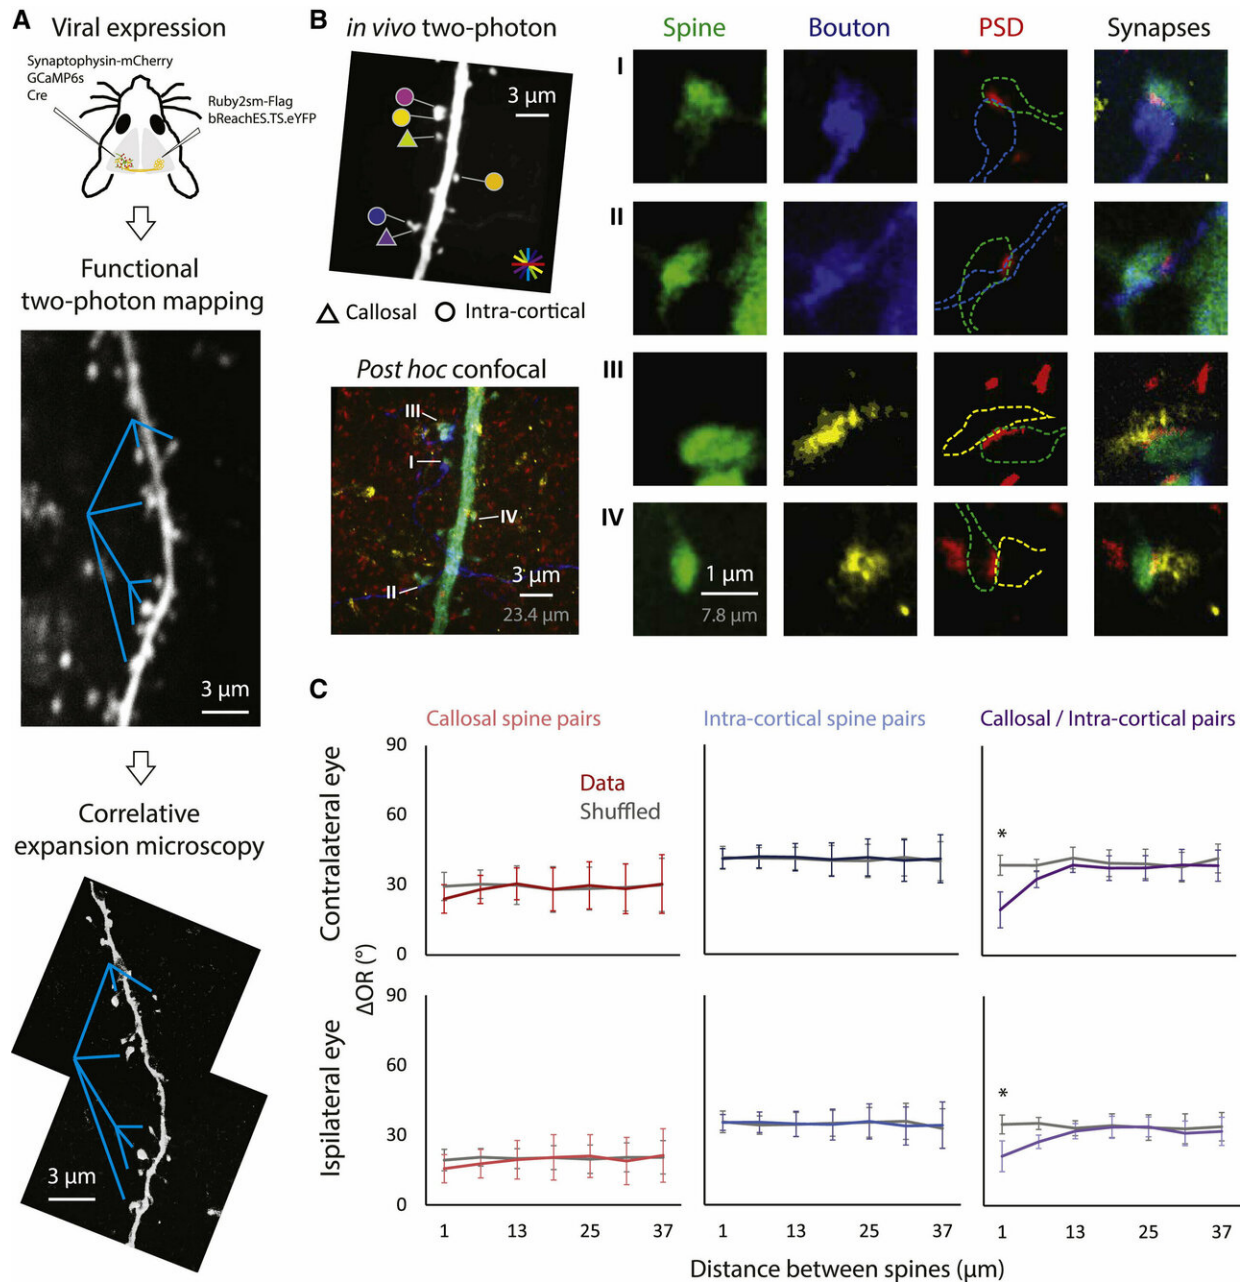 A
Viral expression
Synaptophysin-mCherry
GCaMP6s
Cre
Ruby2sm-Flag
bReachES.TS.eYFP
Functional
two-photon mapping
3 µm
Correlative
expansion microscopy
3 µm
B
in vivo two-photon
3 µm
Callosal
Intra-cortical
Post hoc confocal
III
I
IV
II
3 µm
23.4 µm
Spine
Bouton
PSD
Synapses
I
II
III
IV
1 µm
7.8 µm
C
Callosal spine pairs
Intra-cortical spine pairs
Callosal / Intra-cortical pairs
Contralateral eye
90
60
30
0
Data
Shuffled
*
ΔOR (°)
Ispilateral eye
90
60
30
0
*
1 13 25 37
1 13 25 37
1 13 25 37
Distance between spines (µm)